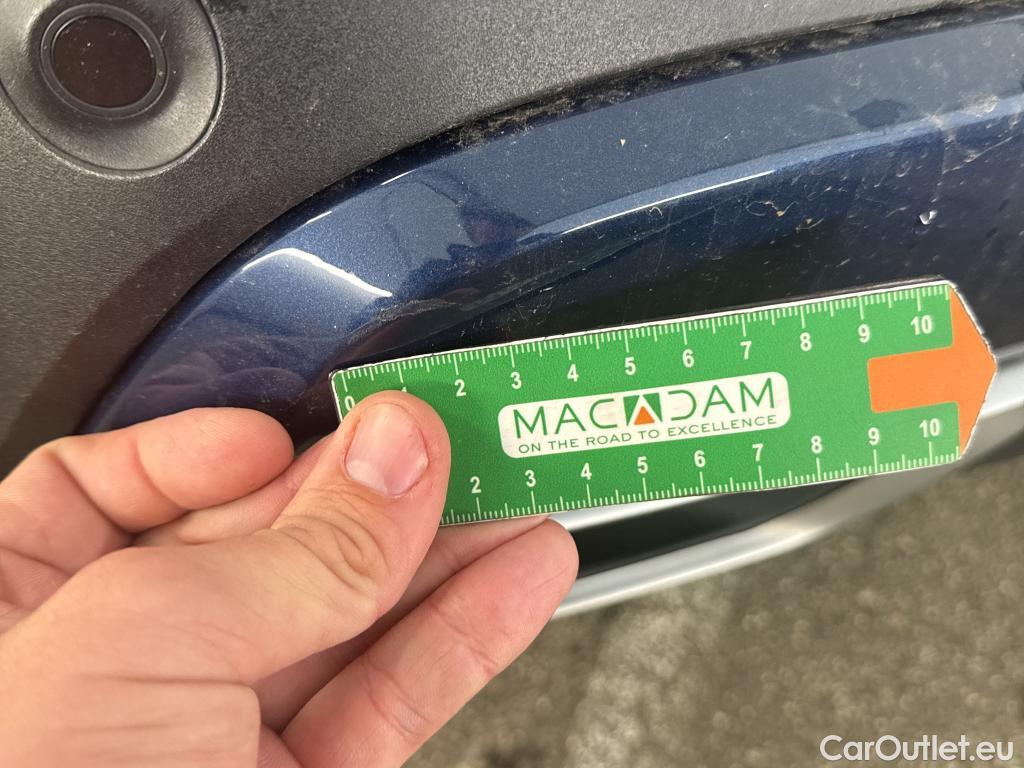 0 1 2 3 4 5 6 7 8 9 10
MACADAM
ON THE ROAD TO EXCELLENCE
2 3 4 5 6 7 8 9 10
CarOutlet.eu